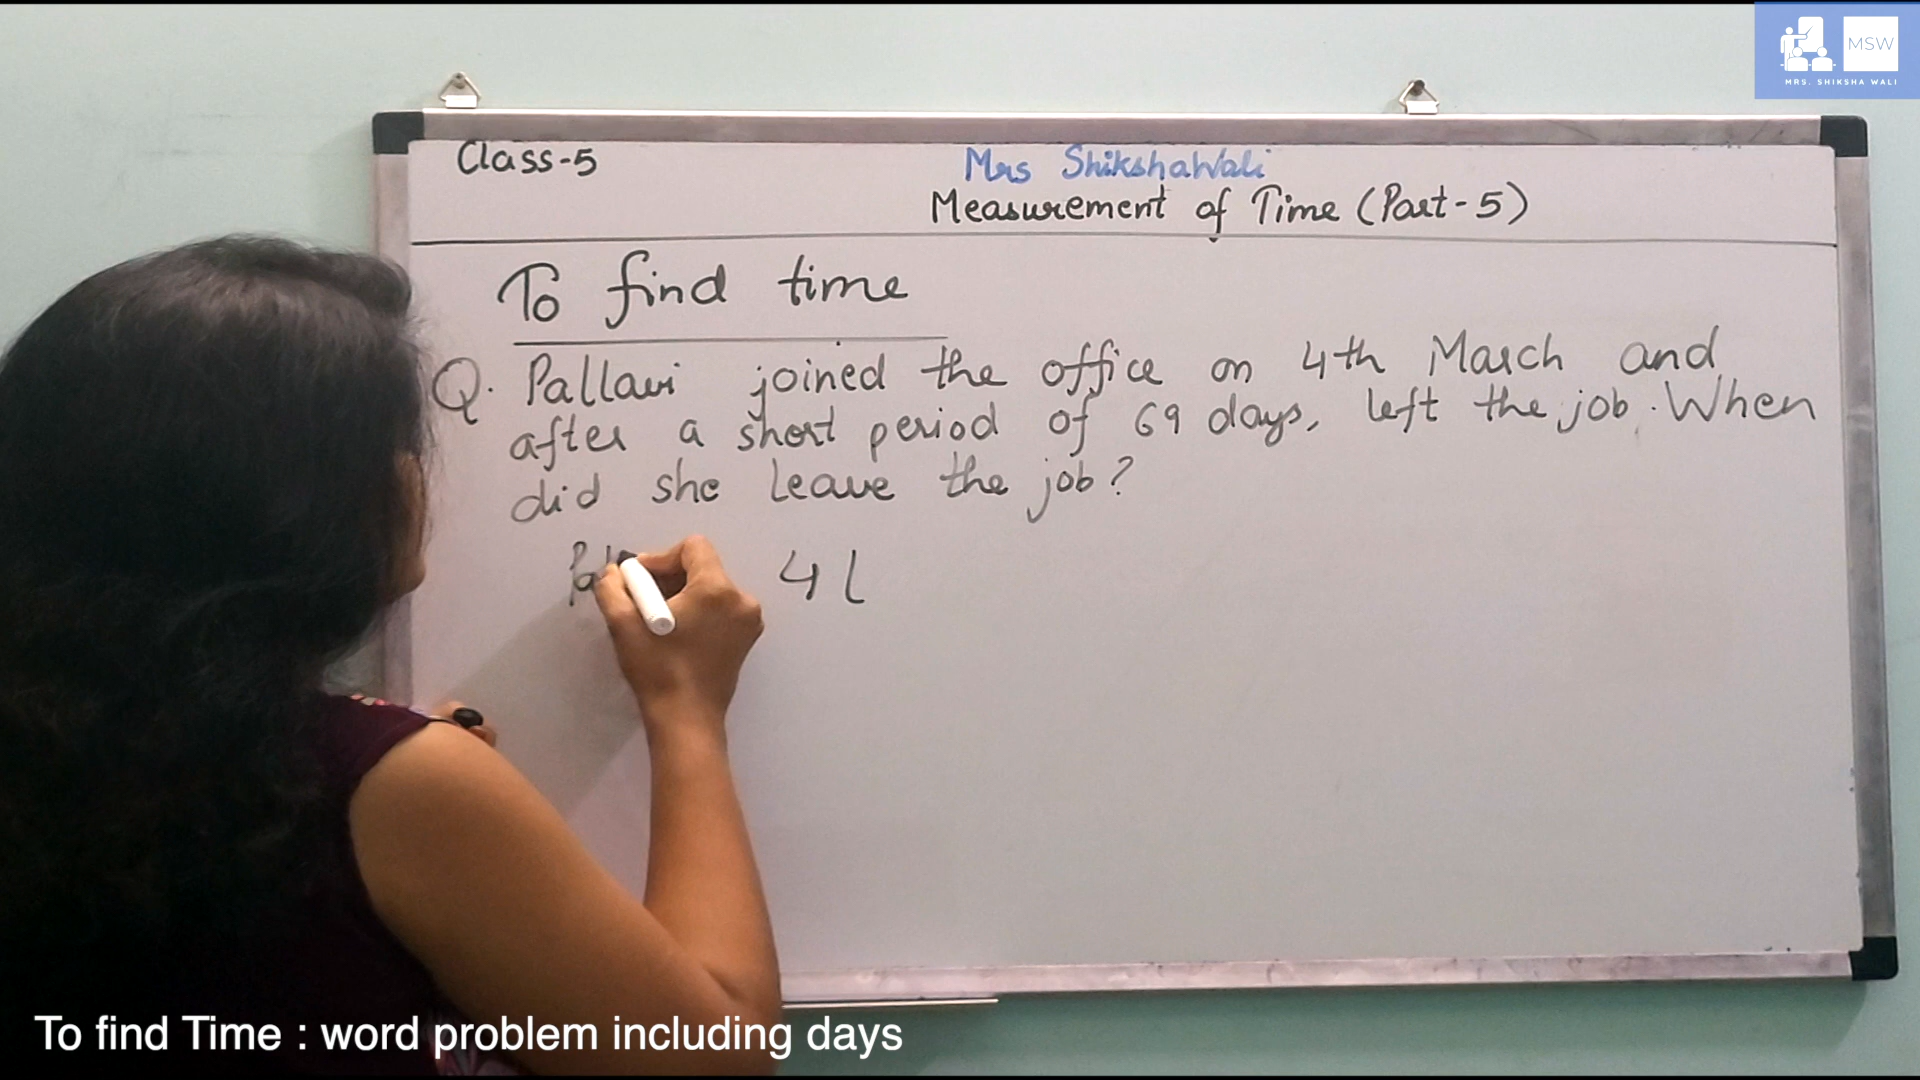 MSW
MRS. SHIKSHA WALI
Class-5
Mrs ShikshaWali
Measurement of Time (Part-5)
To find time
Q. Pallavi joined the office on 4th March and
after a short period of 69 days, left the job. When
did she leave the job?
4
To find Time : word problem including days